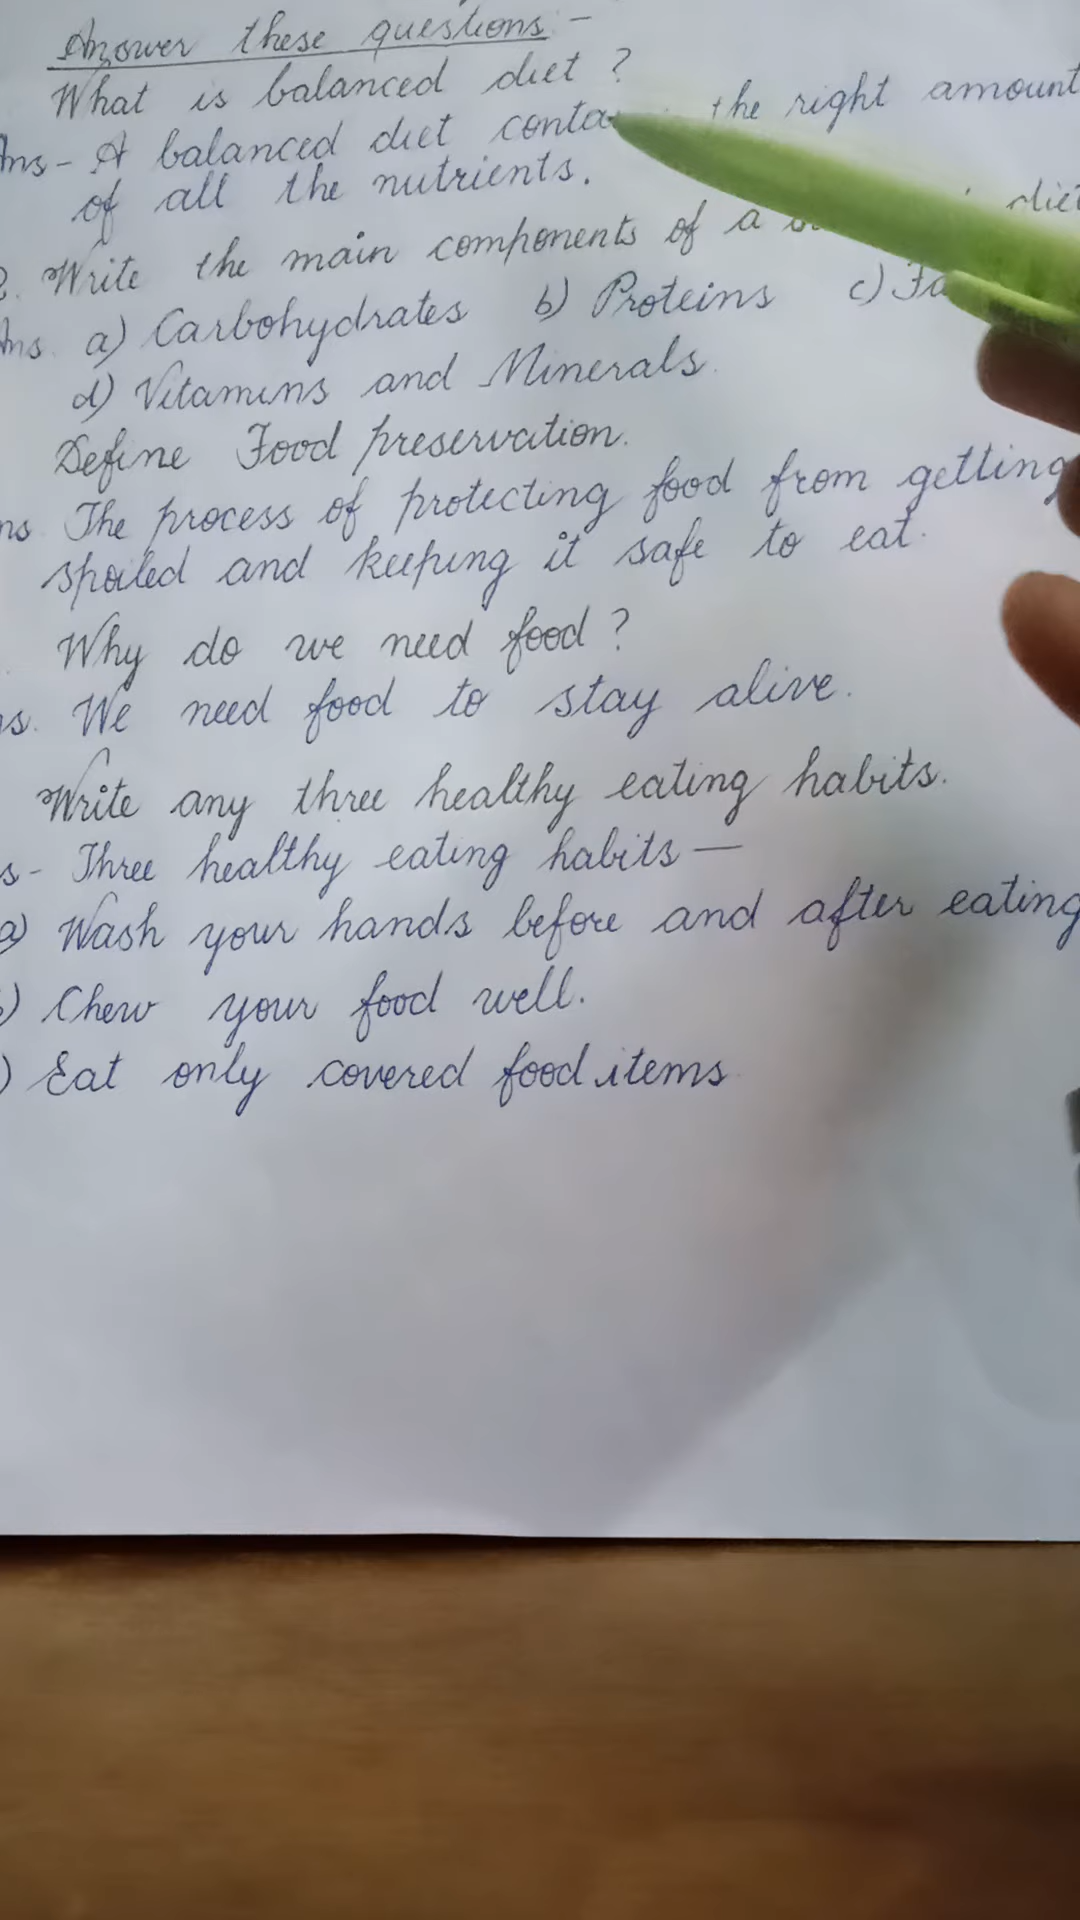 Answer these questions:-
What is balanced diet ?
Ans- A balanced diet the right amount
of all the nutrients.
2. Write the main components of a diet
Ans. a) Carbohydrates b) Proteins c)
d) Vitamins and Minerals.
Define Food preservation.
ns. The process of protecting food from getting
spoiled and keeping it safe to eat.
Why do we need food ?
ns. We need food to stay alive.
Write any three healthy eating habits.
s- Three healthy eating habits —
a) Wash your hands before and after eating
b) Chew your food well.
) Eat only covered food items